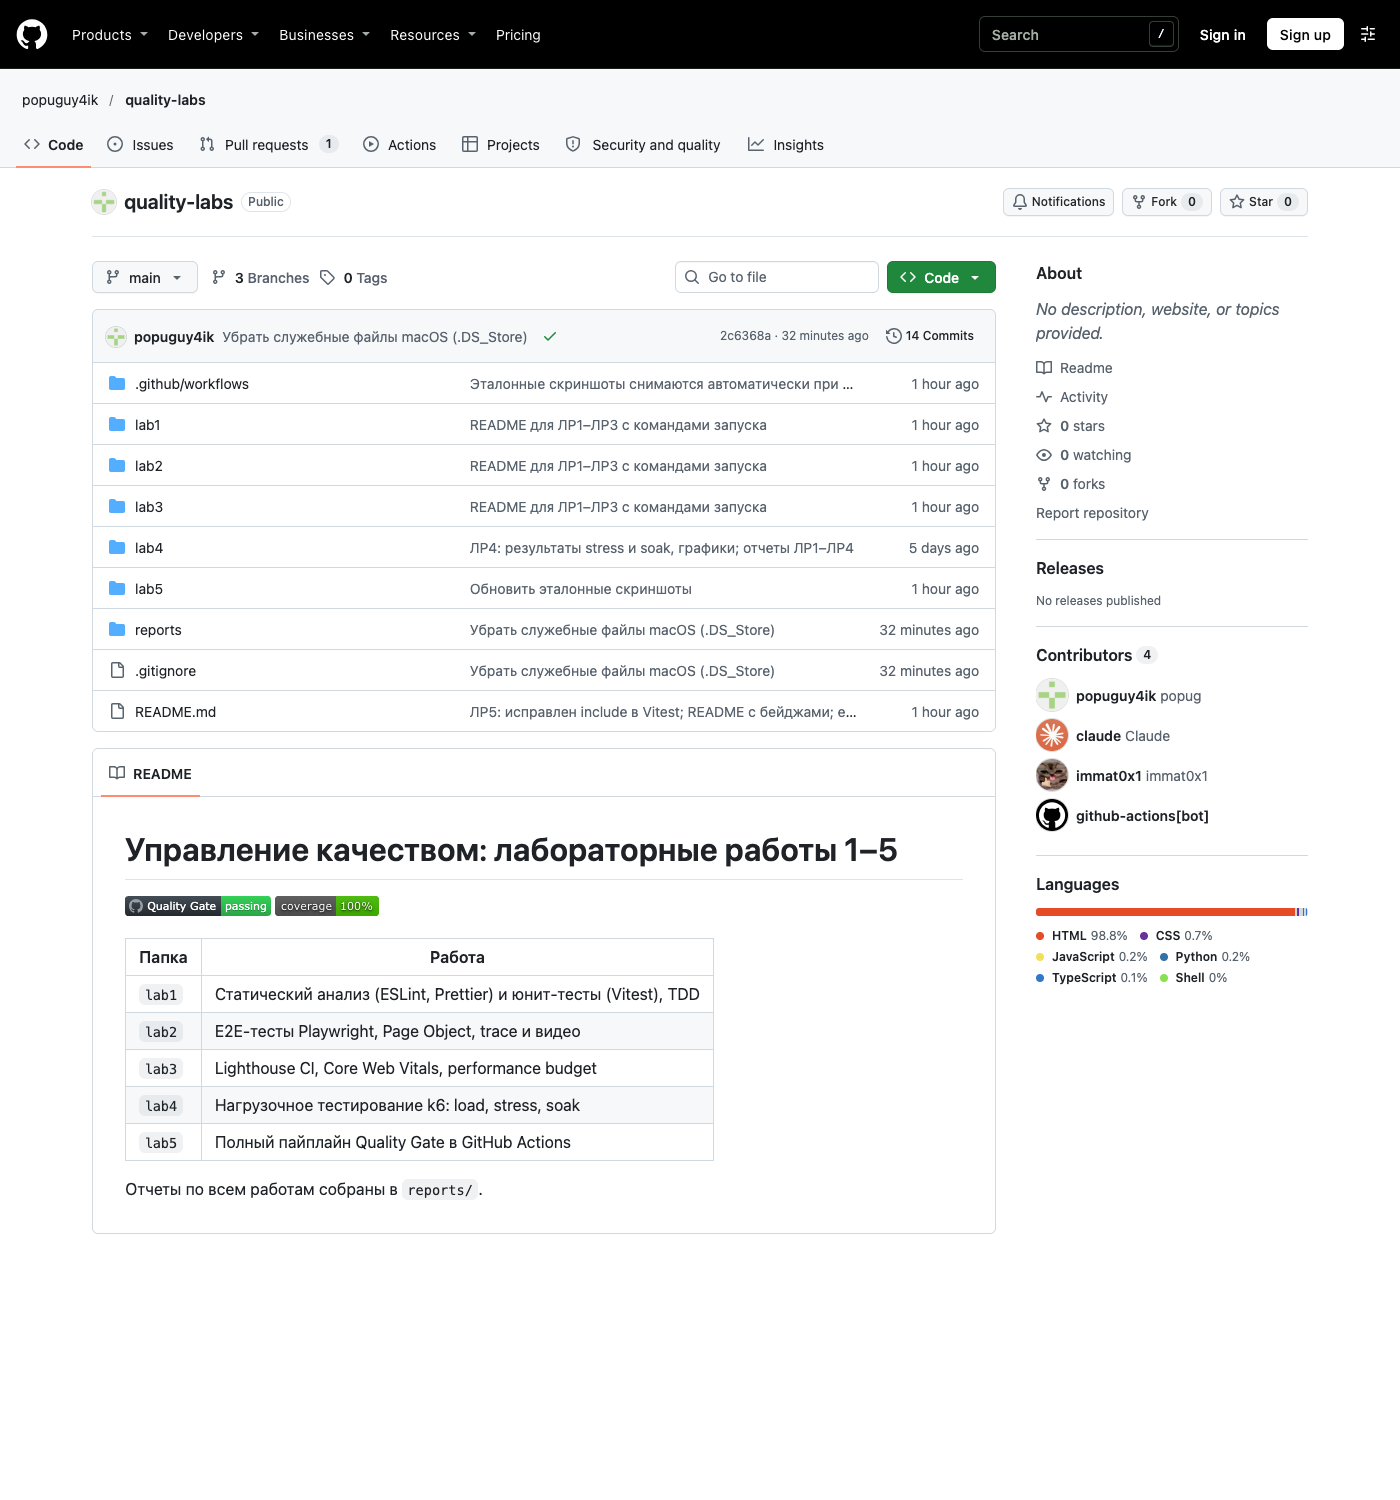 Products Developers Businesses Resources Pricing Search / Sign in Sign up
popuguy4ik / quality-labs
Code Issues Pull requests 1 Actions Projects Security and quality Insights
quality-labs Public Notifications Fork 0 Star 0
main 3 Branches 0 Tags Go to file Code
popuguy4ik Убрать служебные файлы macOS (.DS_Store) 2c6368a · 32 minutes ago 14 Commits
.github/workflows Эталонные скриншоты снимаются автоматически при ... 1 hour ago
lab1 README для ЛР1–ЛР3 с командами запуска 1 hour ago
lab2 README для ЛР1–ЛР3 с командами запуска 1 hour ago
lab3 README для ЛР1–ЛР3 с командами запуска 1 hour ago
lab4 ЛР4: результаты stress и soak, графики; отчеты ЛР1–ЛР4 5 days ago
lab5 Обновить эталонные скриншоты 1 hour ago
reports Убрать служебные файлы macOS (.DS_Store) 32 minutes ago
.gitignore Убрать служебные файлы macOS (.DS_Store) 32 minutes ago
README.md ЛР5: исправлен include в Vitest; README с бейджами; е... 1 hour ago
README
Управление качеством: лабораторные работы 1–5
Quality Gate passing coverage 100%
Папка Работа
lab1 Статический анализ (ESLint, Prettier) и юнит-тесты (Vitest), TDD
lab2 E2E-тесты Playwright, Page Object, trace и видео
lab3 Lighthouse CI, Core Web Vitals, performance budget
lab4 Нагрузочное тестирование k6: load, stress, soak
lab5 Полный пайплайн Quality Gate в GitHub Actions
Отчеты по всем работам собраны в reports/.
About
No description, website, or topics
provided.
Readme
Activity
0 stars
0 watching
0 forks
Report repository
Releases
No releases published
Contributors 4
popuguy4ik popug
claude Claude
immat0x1 immat0x1
github-actions[bot]
Languages
HTML 98.8% CSS 0.7%
JavaScript 0.2% Python 0.2%
TypeScript 0.1% Shell 0%